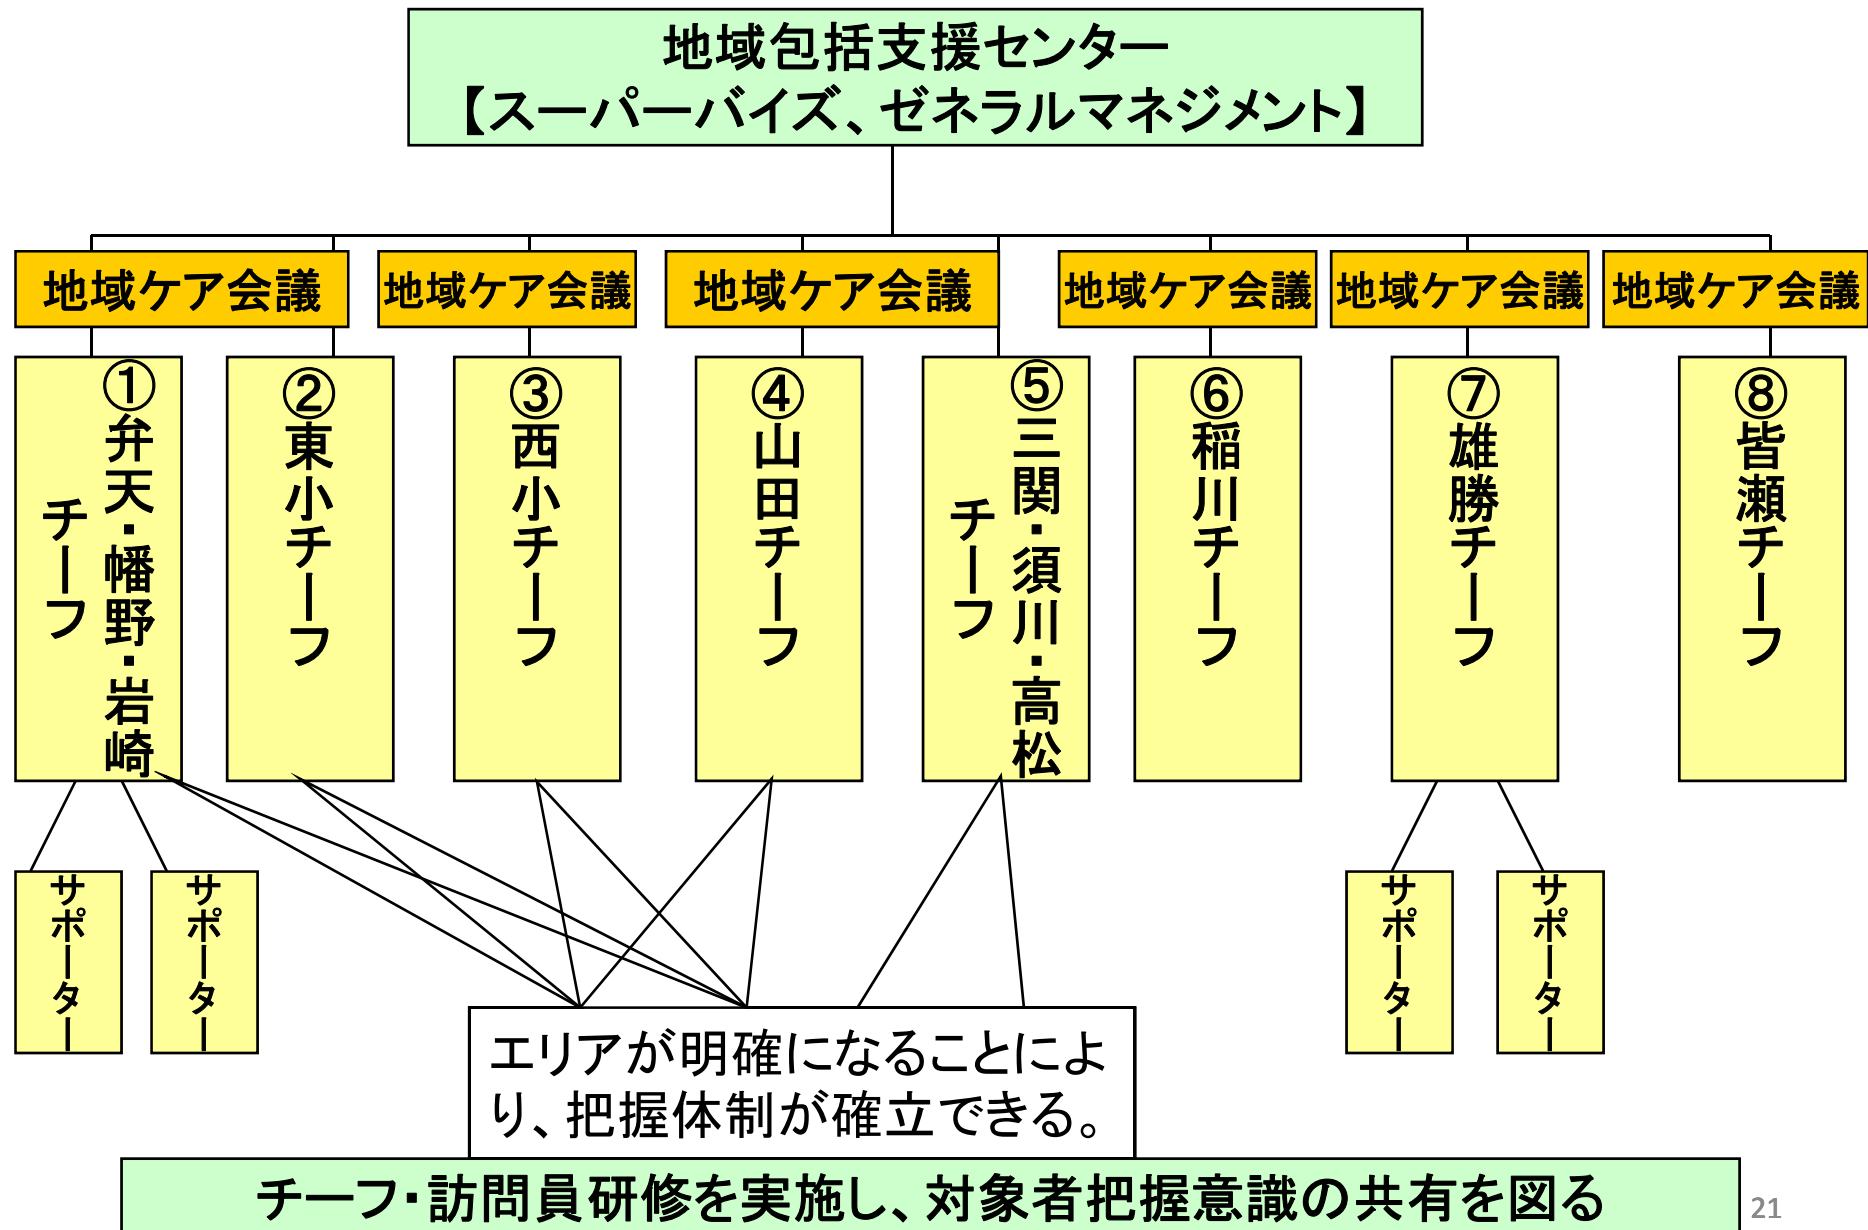 地域包括支援センター
【スーパーバイズ、ゼネラルマネジメント】
地域ケア会議
地域ケア会議
地域ケア会議
地域ケア会議
地域ケア会議
地域ケア会議
①弁天・幡野・岩崎
チーフ
②東小チーフ
③西小チーフ
④山田チーフ
⑤三関・須川・高松
チーフ
⑥稲川チーフ
⑦雄勝チーフ
⑧皆瀬チーフ
サポーター
サポーター
サポーター
サポーター
エリアが明確になることによ
り、把握体制が確立できる。
チーフ・訪問員研修を実施し、対象者把握意識の共有を図る
21